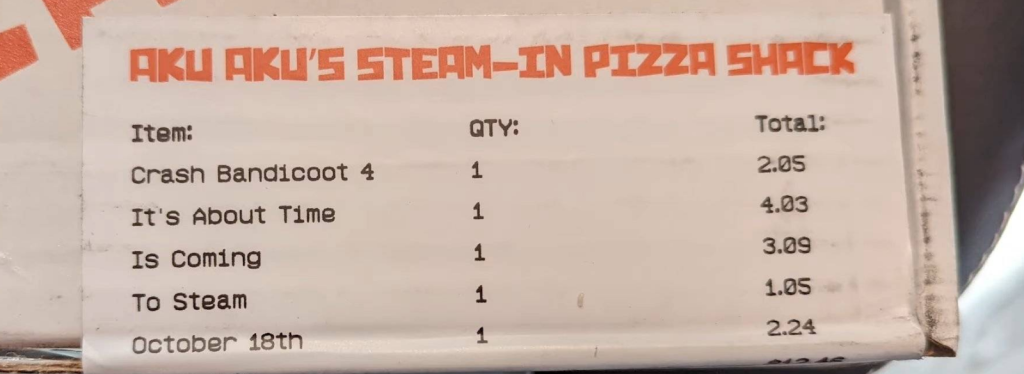 AKU AKU'S STEAM-IN PIZZA SHACK
Item: QTY: Total:
Crash Bandicoot 4 1 2.05
It's About Time 1 4.03
Is Coming 1 3.09
To Steam 1 1.05
October 18th 1 2.24